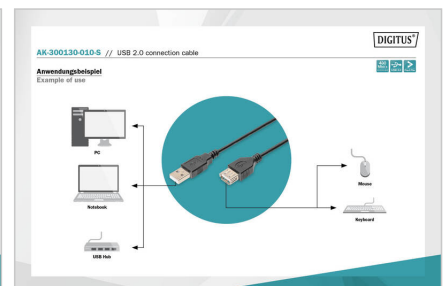 DIGITUS®
AK-300130-010-S // USB 2.0 connection cable
Anwendungsbeispiel
Example of use
PC
Notebook
USB Hub
Mouse
Keyboard